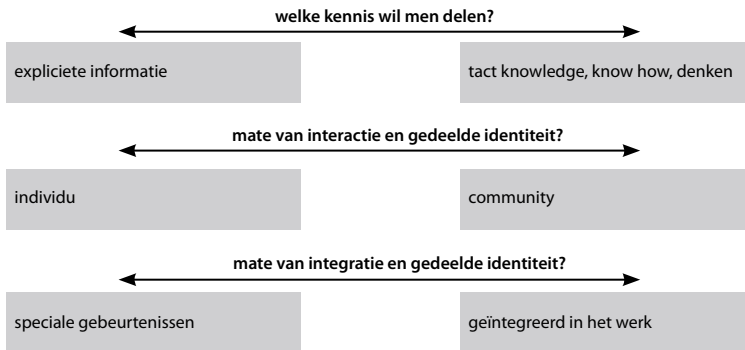 welke kennis wil men delen?
expliciete informatie
tact knowledge, know how, denken
mate van interactie en gedeelde identiteit?
individu
community
mate van integratie en gedeelde identiteit?
speciale gebeurtenissen
geïntegreerd in het werk